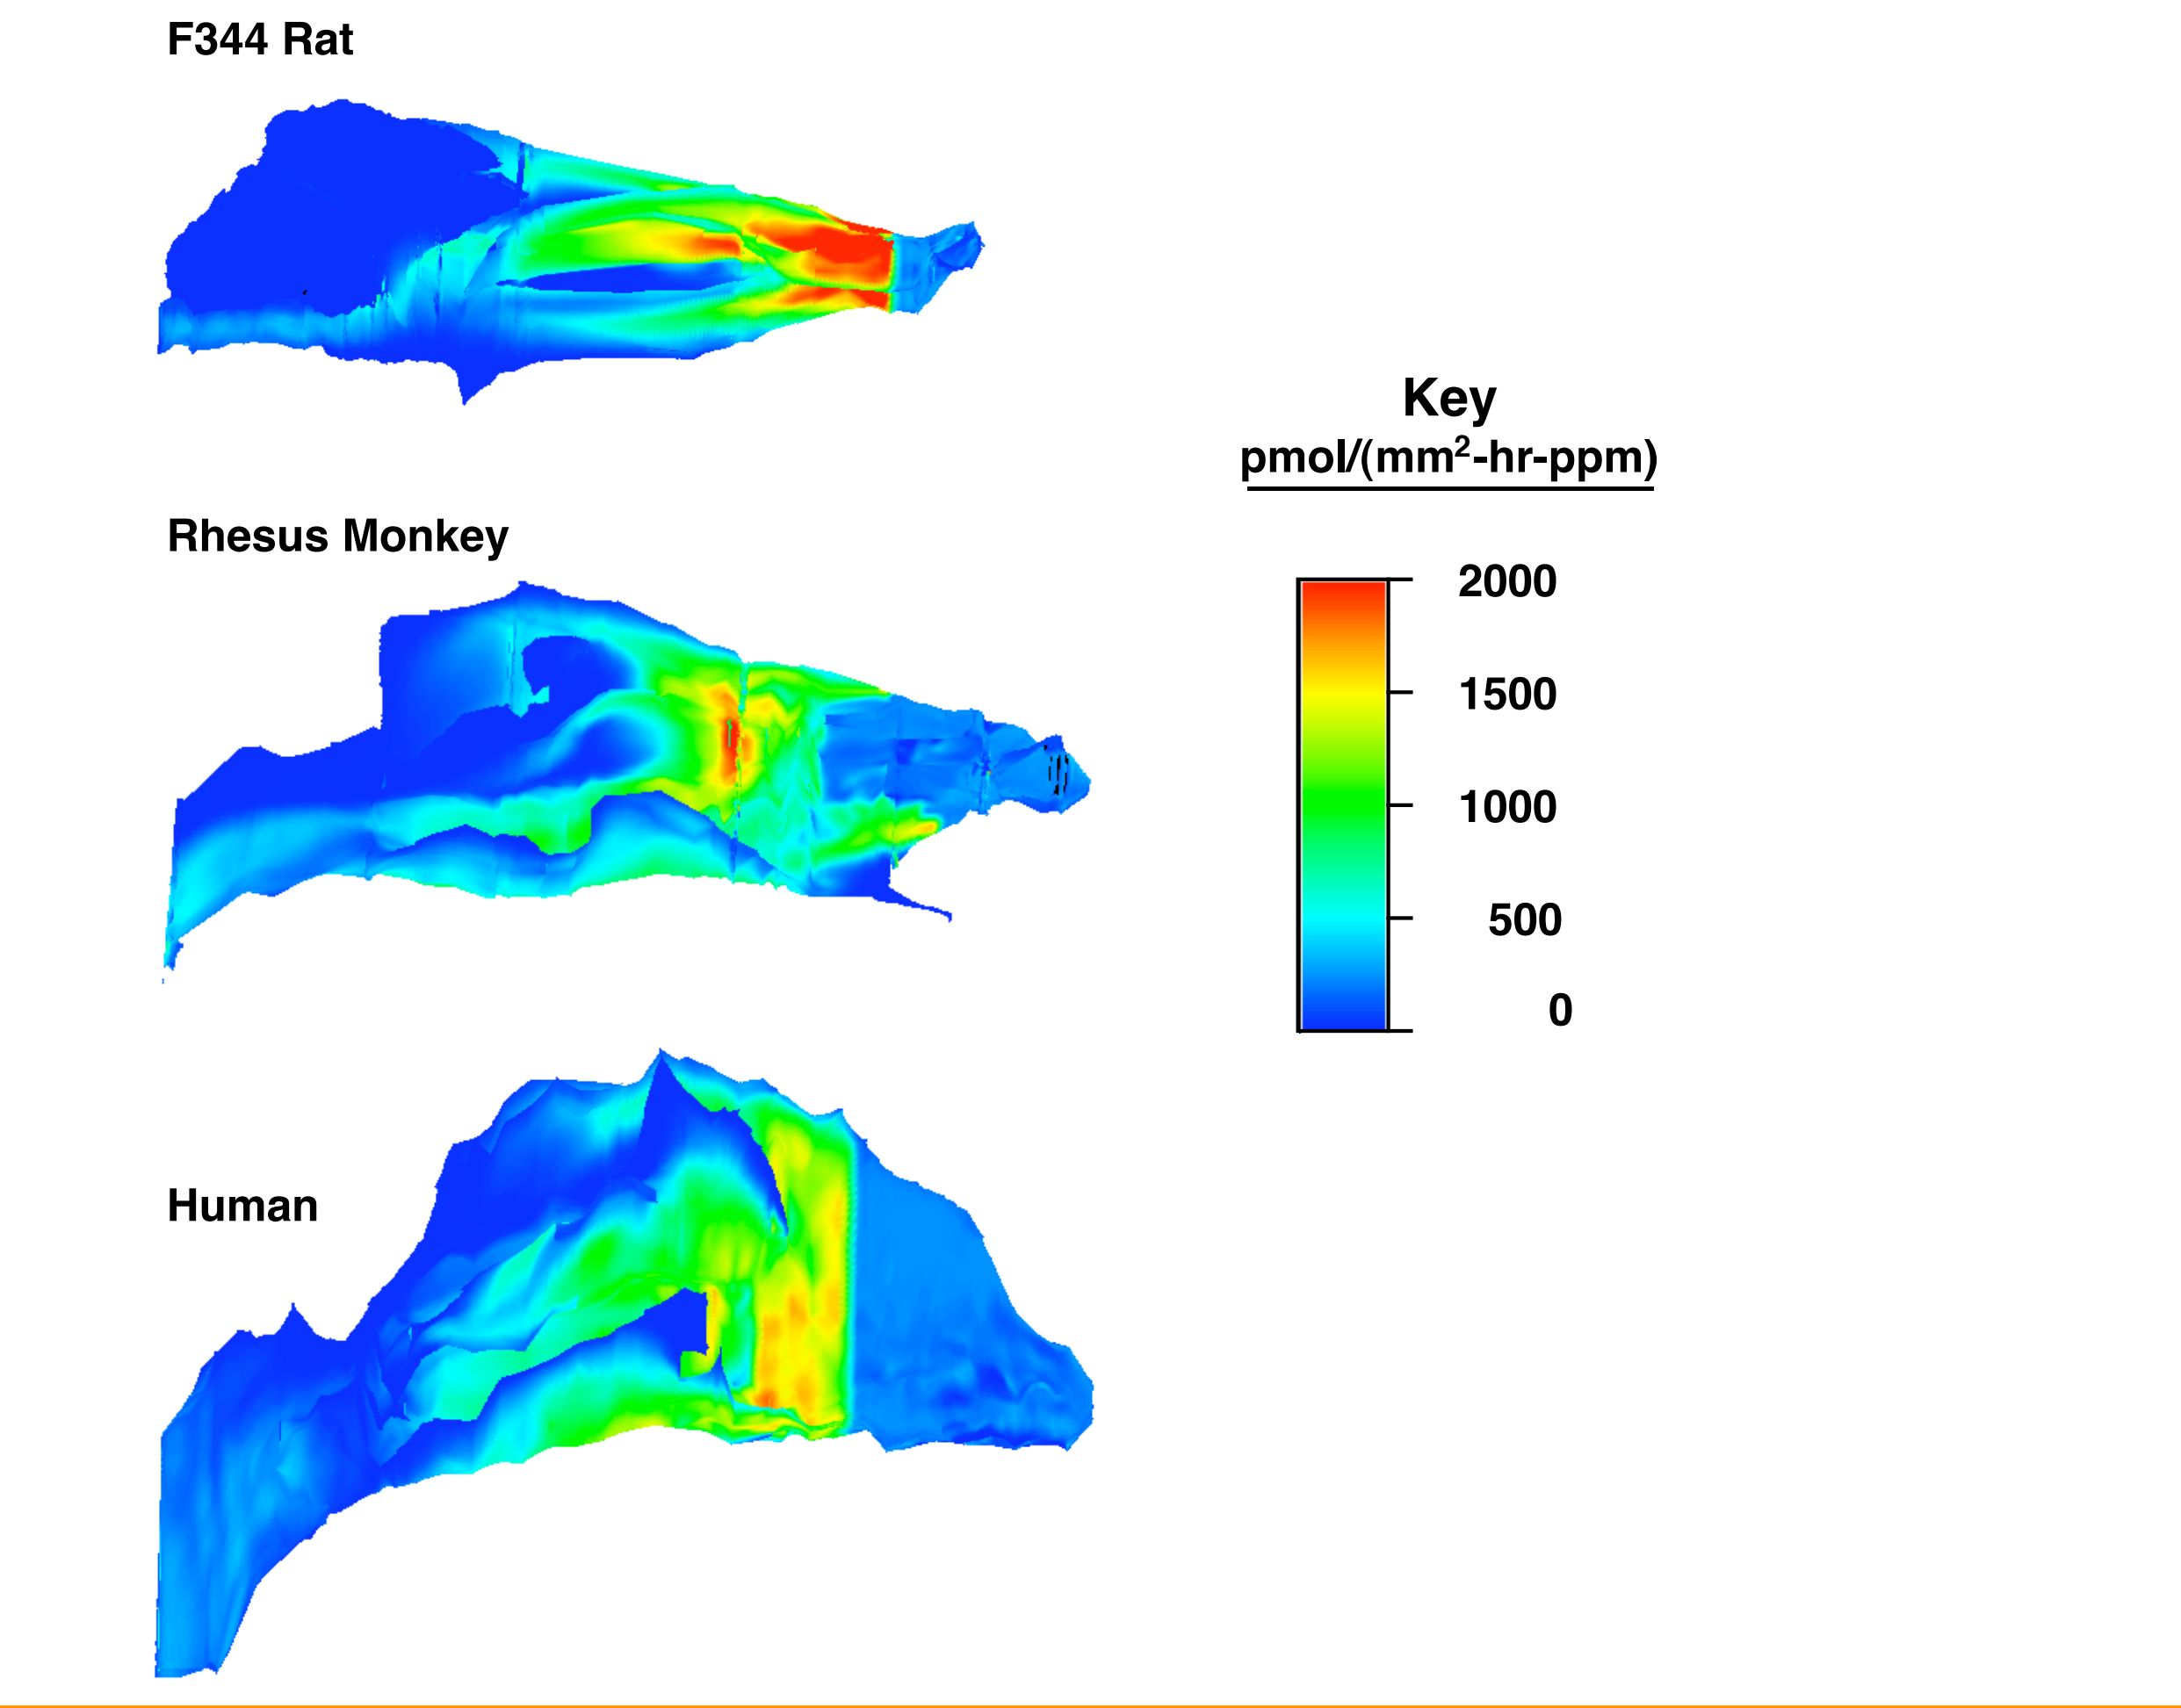 F344 Rat
Key
pmol/(mm²-hr-ppm)
Rhesus Monkey
2000
1500
1000
500
0
Human